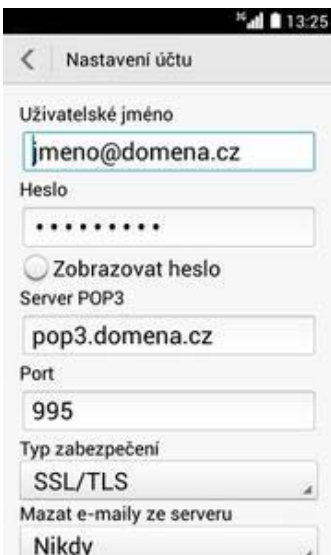 3G 13:25
Nastavení účtu
Uživatelské jméno
jmeno@domena.cz
Heslo
•••••••••
Zobrazovat heslo
Server POP3
pop3.domena.cz
Port
995
Typ zabezpečení
SSL/TLS
Mazat e-maily ze serveru
Nikdy